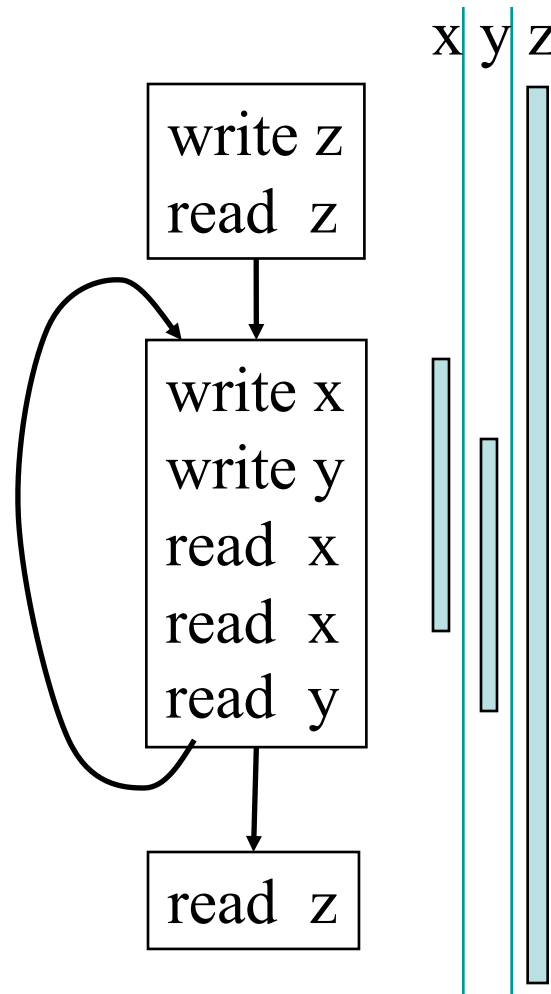 x y z
write z
read z
write x
write y
read x
read x
read y
read z